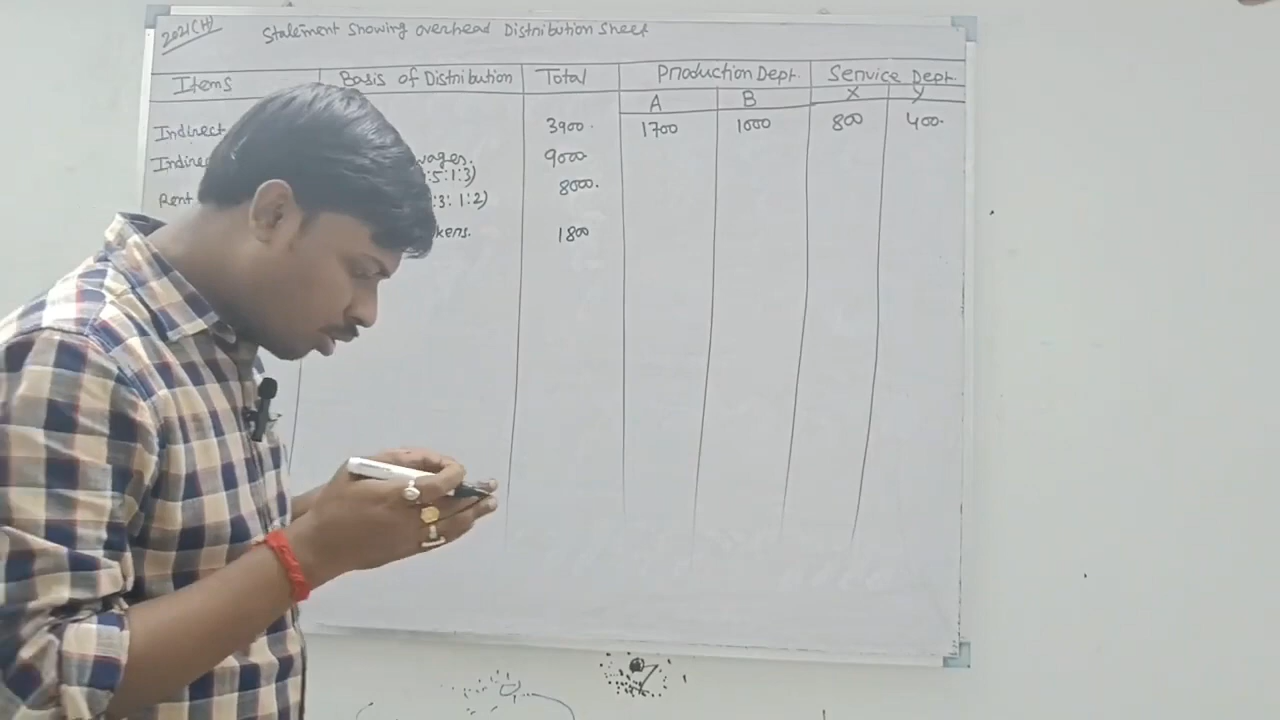 2021(H)
Statement Showing overhead Distribution Sheet
Items Basis of Distribution Total Production Dept. Service Dept.
A B X Y
Indirect 3900. 1700 1000 800 400.
wages. 9000
:5:1:3)
Rent 8000.
:3:1:2)
1800